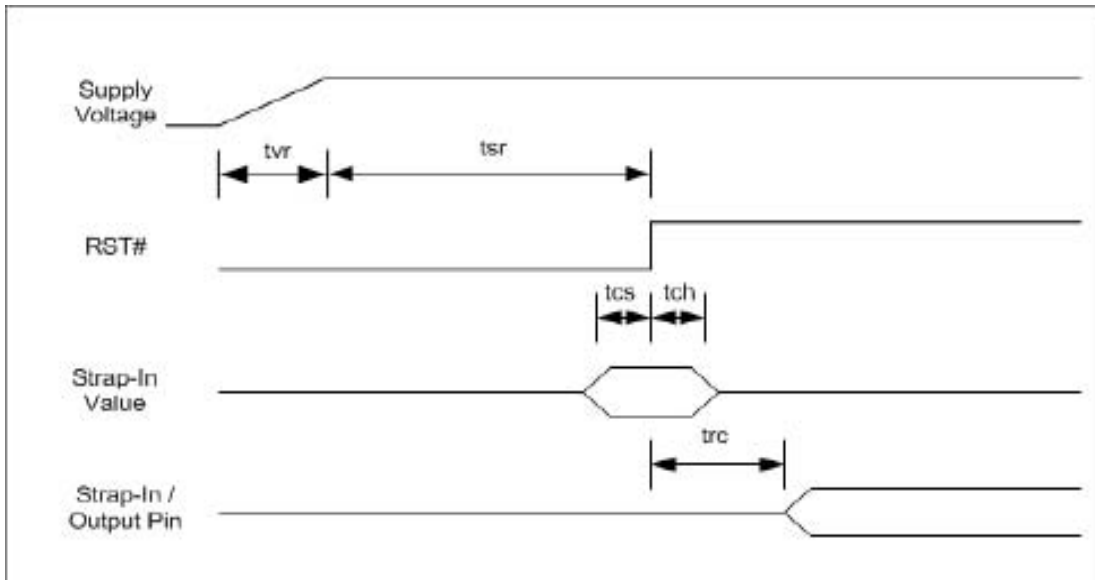 Supply
Voltage
tvr
tsr
RST#
tcs
tch
Strap-In
Value
trc
Strap-In /
Output Pin